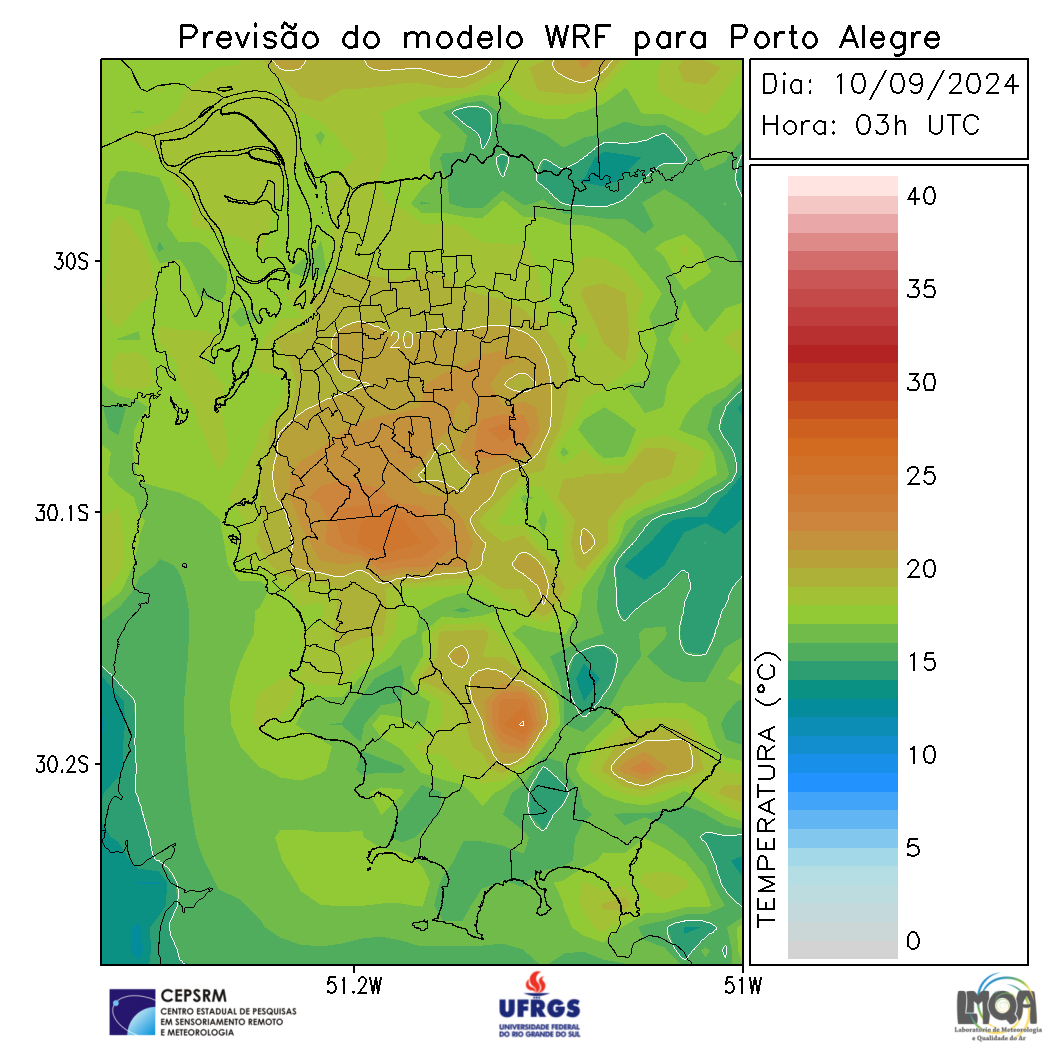 Previsão do modelo WRF para Porto Alegre
Dia: 10/09/2024
Hora: 03h UTC
30S
30.1S
30.2S
51.2W
51W
20
TEMPERATURA (°C)
40
35
30
25
20
15
10
5
0
CEPSRM
CENTRO ESTADUAL DE PESQUISAS
EM SENSORIAMENTO REMOTO
E METEOROLOGIA
UFRGS
UNIVERSIDADE FEDERAL
DO RIO GRANDE DO SUL
LMQA
Laboratório de Meteorologia
e Qualidade do Ar